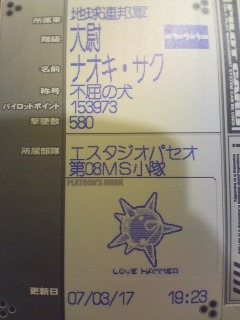 所属軍 地球連邦軍
階級 大尉
名前 ナオキ・サク
称号 不屈の犬
パイロットポイント 153973
撃墜数 580
所属部隊 エスタジオパセオ
第08MS小隊
PLATOON'S MARK
LOVE HAMMER
更新日 07/03/17 19:23